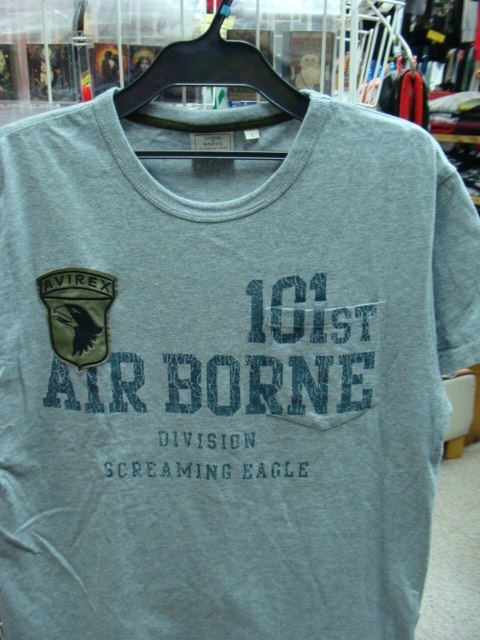 AVIREX
101ST
AIR BORNE
DIVISION
SCREAMING EAGLE